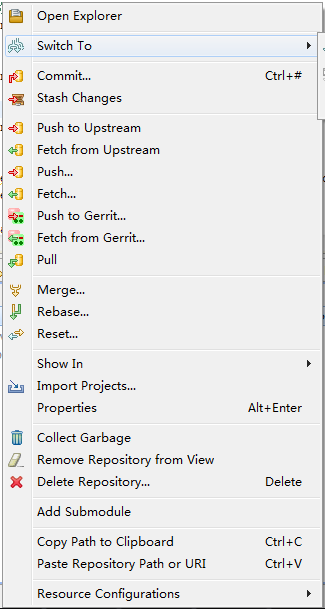 Open Explorer
Switch To
Commit... Ctrl+#
Stash Changes
Push to Upstream
Fetch from Upstream
Push...
Fetch...
Push to Gerrit...
Fetch from Gerrit...
Pull
Merge...
Rebase...
Reset...
Show In
Import Projects...
Properties Alt+Enter
Collect Garbage
Remove Repository from View
Delete Repository... Delete
Add Submodule
Copy Path to Clipboard Ctrl+C
Paste Repository Path or URI Ctrl+V
Resource Configurations